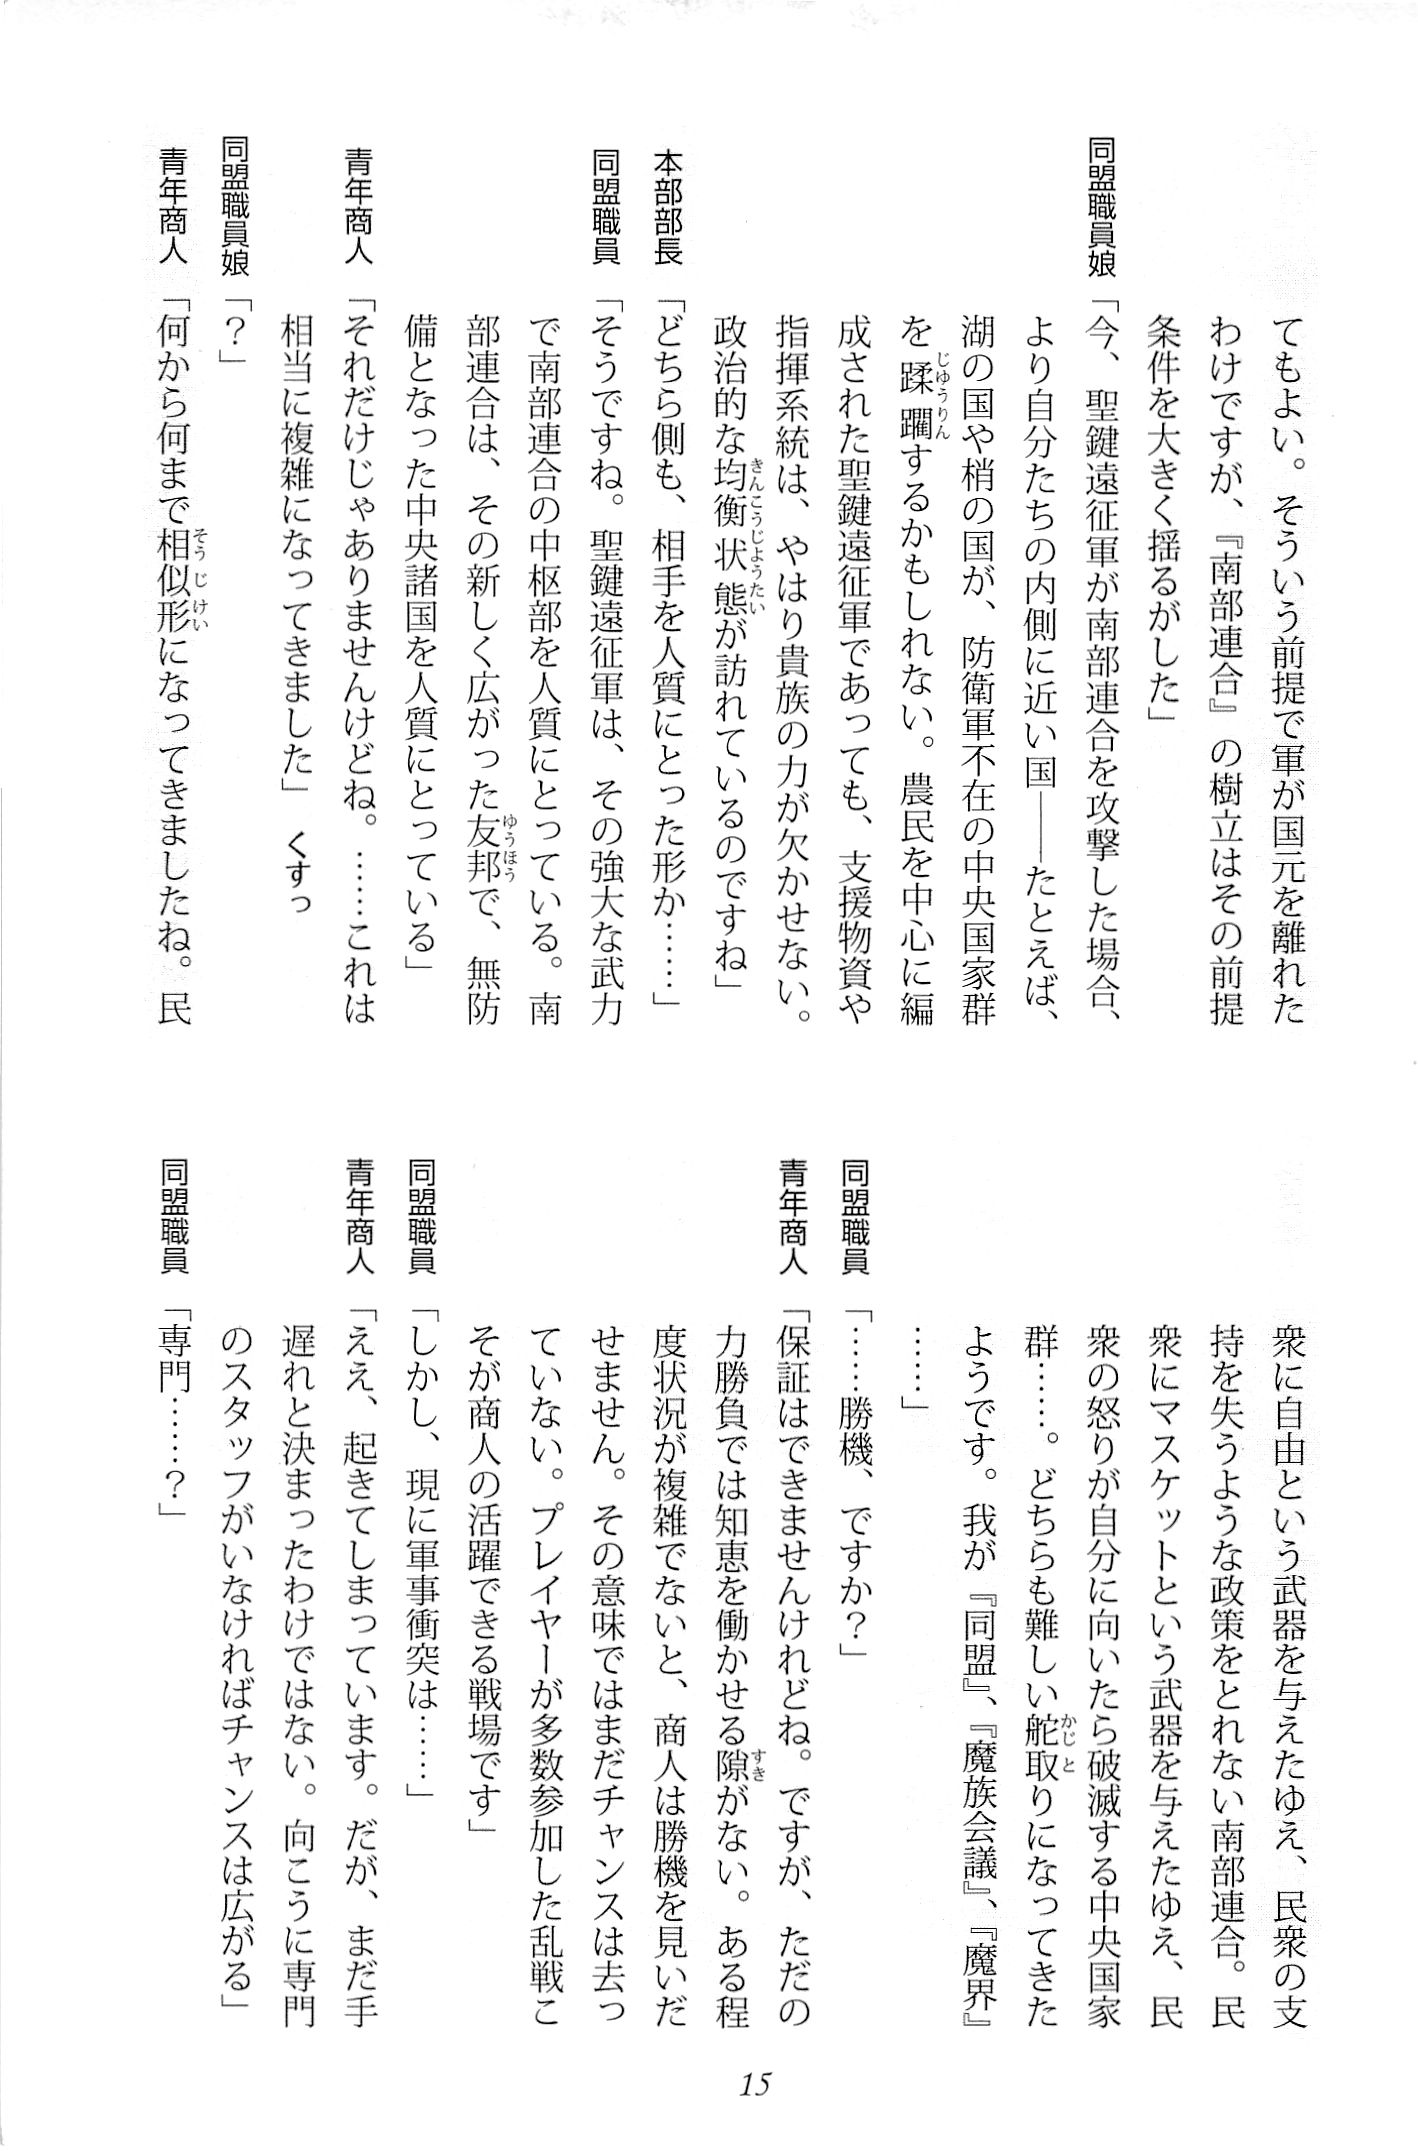 てもよい。そういう前提で軍が国元を離れた
わけですが、『南部連合』の樹立はその前提
条件を大きく揺るがした」
同盟職員娘「今、聖鍵遠征軍が南部連合を攻撃した場合、
より自分たちの内側に近い国――たとえば、
湖の国や梢の国が、防衛軍不在の中央国家群
を蹂躙するかもしれない。農民を中心に編
じゆうりん
成された聖鍵遠征軍であっても、支援物資や
指揮系統は、やはり貴族の力が欠かせない。
政治的な均衡状態が訪れているのですね」
きんこうじようたい
本部部長「どちら側も、相手を人質にとった形か……」
同盟職員「そうですね。聖鍵遠征軍は、その強大な武力
で南部連合の中枢部を人質にとっている。南
部連合は、その新しく広がった友邦で、無防
ゆうほう
備となった中央諸国を人質にとっている」
青年商人「それだけじゃありませんけどね。……これは
相当に複雑になってきました」 くすっ
同盟職員娘「？」
青年商人「何から何まで相似形になってきましたね。民
そうじけい
衆に自由という武器を与えたゆえ、民衆の支
持を失うような政策をとれない南部連合。民
衆にマスケットという武器を与えたゆえ、民
衆の怒りが自分に向いたら破滅する中央国家
群……。どちらも難しい舵取りになってきた
かじと
ようです。我が『同盟』、『魔族会議』、『魔界』
……」
同盟職員「……勝機、ですか？」
青年商人「保証はできませんけれどね。ですが、ただの
力勝負では知恵を働かせる隙がない。ある程
すき
度状況が複雑でないと、商人は勝機を見いだ
せません。その意味ではまだチャンスは去っ
ていない。プレイヤーが多数参加した乱戦こ
そが商人の活躍できる戦場です」
同盟職員「しかし、現に軍事衝突は……」
青年商人「ええ、起きてしまっています。だが、まだ手
遅れと決まったわけではない。向こうに専門
のスタッフがいなければチャンスは広がる」
同盟職員「専門……？」
15